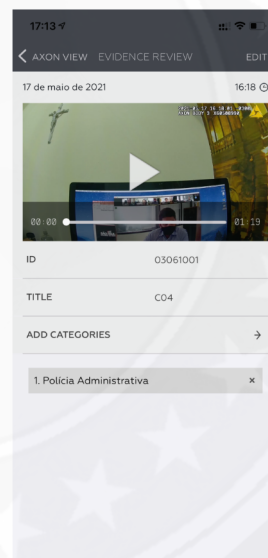 17:13
AXON VIEW EVIDENCE REVIEW EDIT
17 de maio de 2021 16:18
00:00 01:19
ID 03061001
TITLE C04
ADD CATEGORIES
1. Polícia Administrativa ×